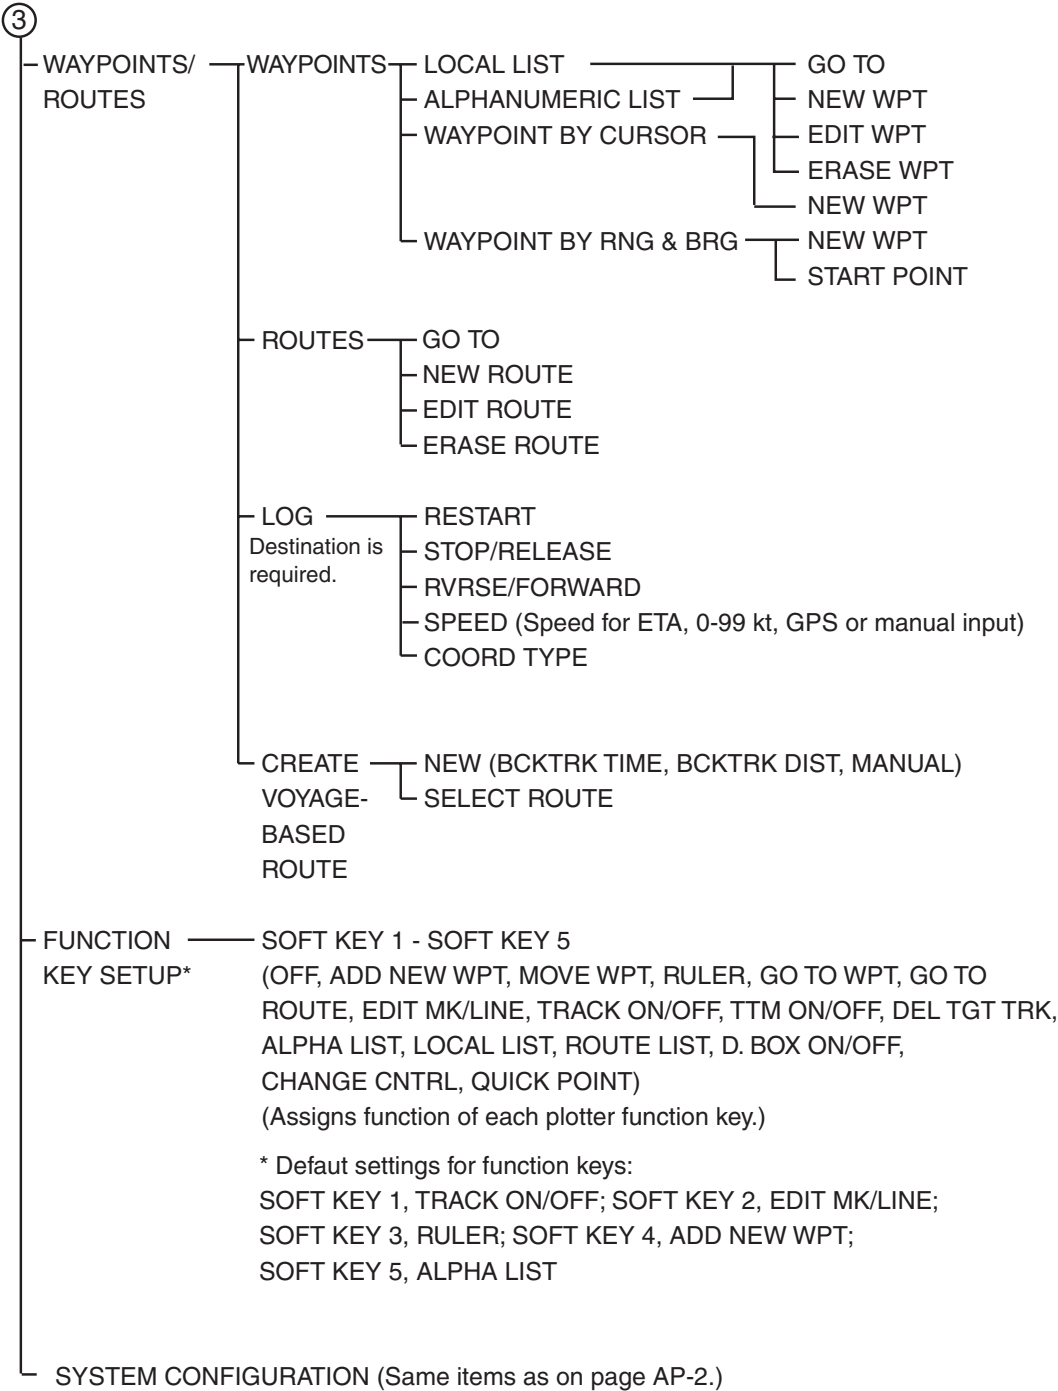 3
WAYPOINTS/ WAYPOINTS LOCAL LIST GO TO
ROUTES ALPHANUMERIC LIST NEW WPT
WAYPOINT BY CURSOR EDIT WPT
ERASE WPT
NEW WPT
WAYPOINT BY RNG & BRG NEW WPT
START POINT
ROUTES GO TO
NEW ROUTE
EDIT ROUTE
ERASE ROUTE
LOG RESTART
Destination is STOP/RELEASE
required. RVRSE/FORWARD
SPEED (Speed for ETA, 0-99 kt, GPS or manual input)
COORD TYPE
CREATE NEW (BCKTRK TIME, BCKTRK DIST, MANUAL)
VOYAGE- SELECT ROUTE
BASED
ROUTE
FUNCTION SOFT KEY 1 - SOFT KEY 5
KEY SETUP* (OFF, ADD NEW WPT, MOVE WPT, RULER, GO TO WPT, GO TO
ROUTE, EDIT MK/LINE, TRACK ON/OFF, TTM ON/OFF, DEL TGT TRK,
ALPHA LIST, LOCAL LIST, ROUTE LIST, D. BOX ON/OFF,
CHANGE CNTRL, QUICK POINT)
(Assigns function of each plotter function key.)
* Defaut settings for function keys:
SOFT KEY 1, TRACK ON/OFF; SOFT KEY 2, EDIT MK/LINE;
SOFT KEY 3, RULER; SOFT KEY 4, ADD NEW WPT;
SOFT KEY 5, ALPHA LIST
SYSTEM CONFIGURATION (Same items as on page AP-2.)